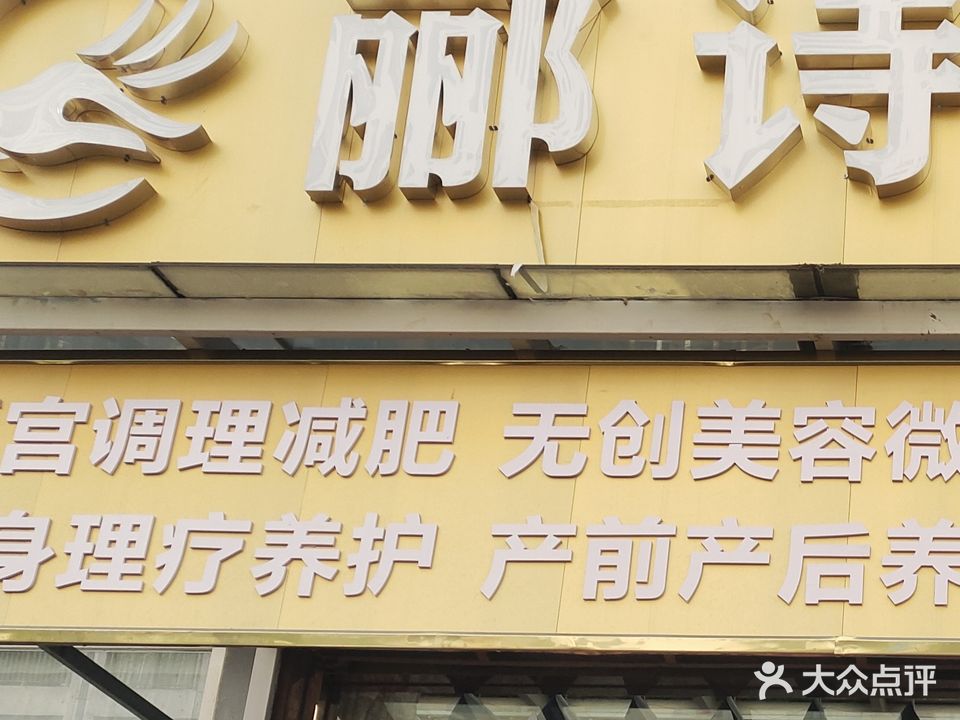 郦诗
宫调理减肥 无创美容微
身理疗养护 产前产后养
大众点评